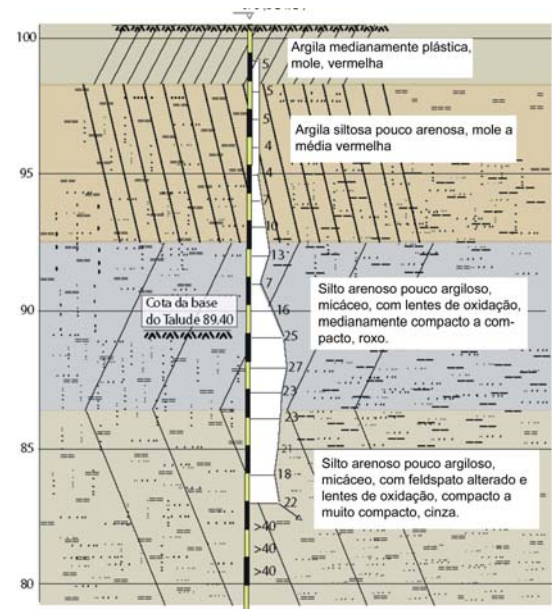 100
Argila medianamente plástica,
mole, vermelha
5
5
5
Argila siltosa pouco arenosa, mole a
média vermelha
4
95
4
7
10
13
Silto arenoso pouco argiloso,
micáceo, com lentes de oxidação,
medianamente compacto a com-
pacto, roxo.
7
Cota da base
do Talude 89.40
90
16
25
27
23
23
85
21
Silto arenoso pouco argiloso,
micáceo, com feldspato alterado e
lentes de oxidação, compacto a
muito compacto, cinza.
18
22
>40
>40
>40
80